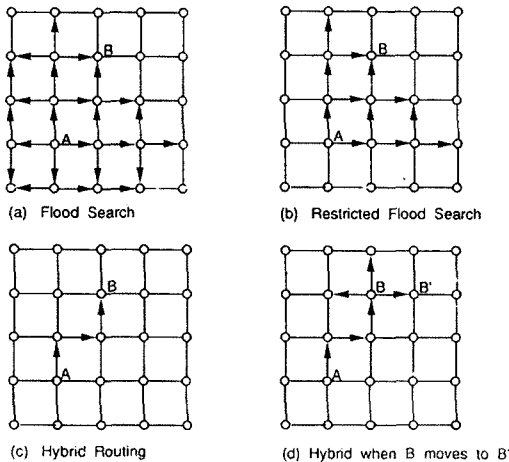 B
A
(a) Flood Search
B
A
(b) Restricted Flood Search
B
A
(c) Hybrid Routing
B B'
A
(d) Hybrid when B moves to B'